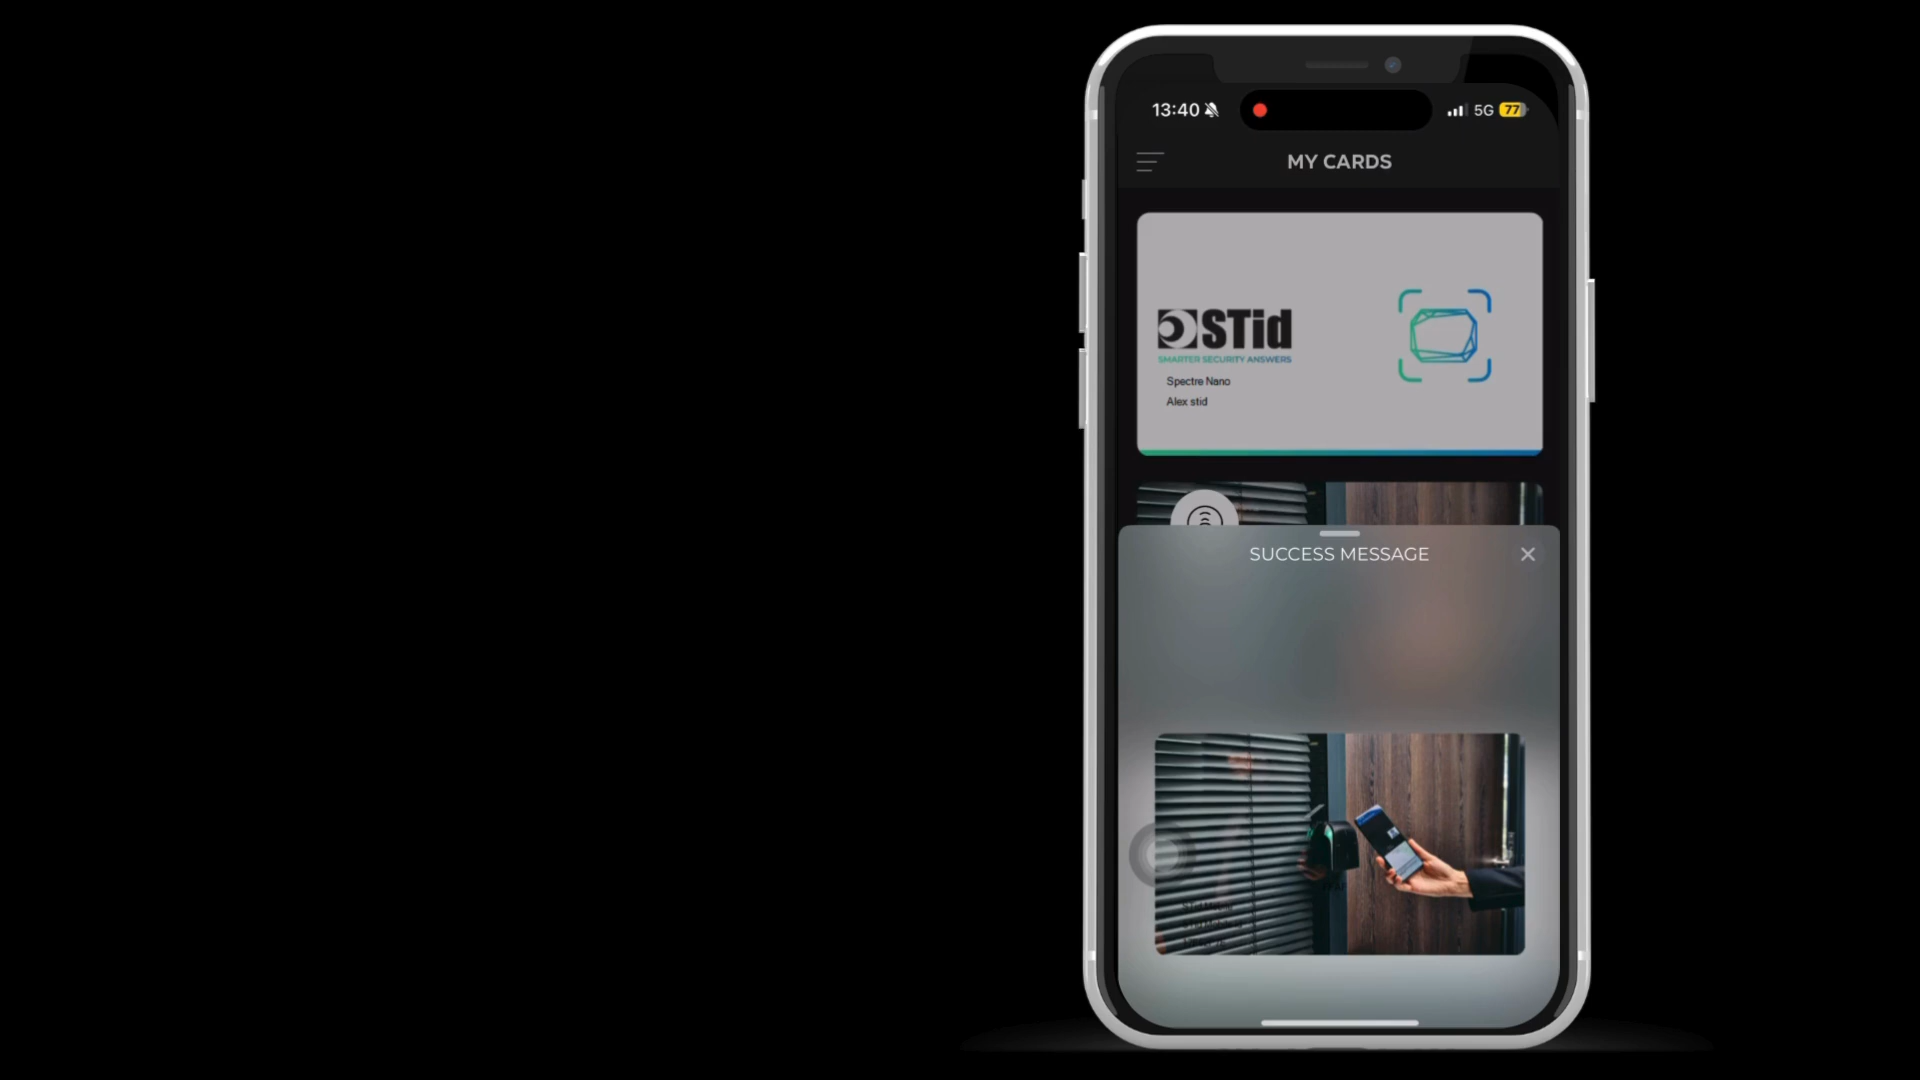 13:40
5G 77
MY CARDS
STid
SMARTER SECURITY ANSWERS
Spectre Nano
Alex stid
SUCCESS MESSAGE